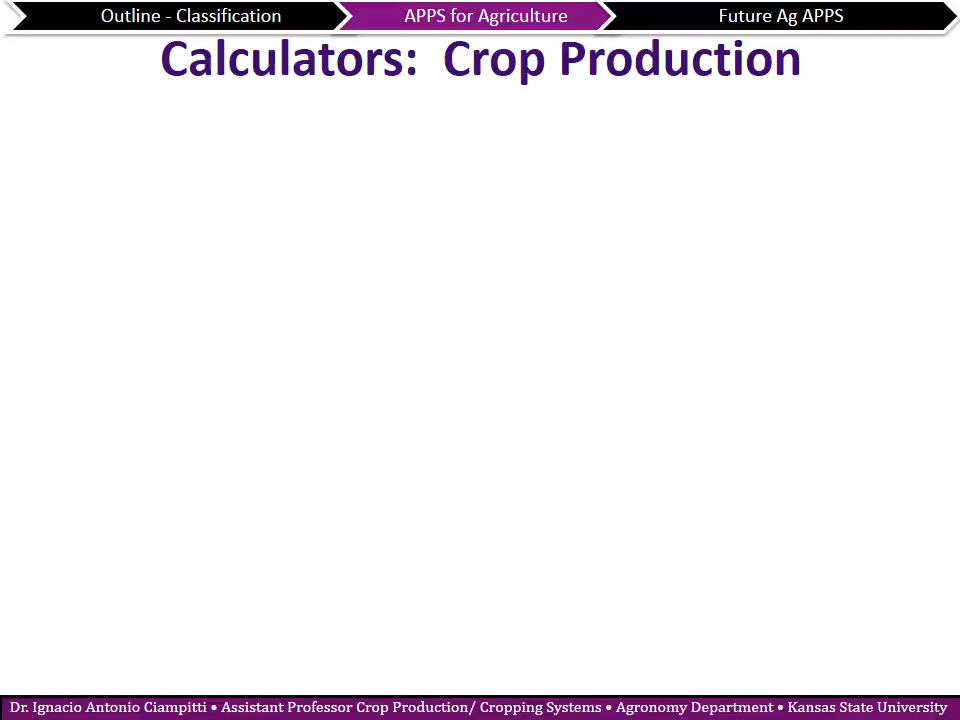 Outline - Classification
APPS for Agriculture
Future Ag APPS
Calculators: Crop Production
Dr. Ignacio Antonio Ciampitti • Assistant Professor Crop Production/ Cropping Systems • Agronomy Department • Kansas State University